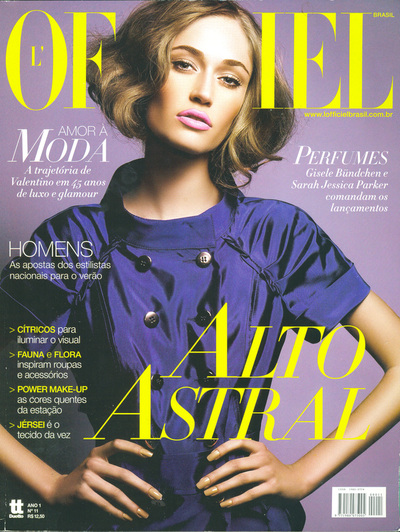 L'OFFICIEL
BRASIL
www.lofficielbrasil.com.br
AMOR À
MODA
A trajetória de
Valentino em 45 anos
de luxo e glamour
PERFUMES
Gisele Bündchen e
Sarah Jessica Parker
comandam os
lançamentos
HOMENS
As apostas dos estilistas
nacionais para o verão
> CÍTRICOS para
iluminar o visual
> FAUNA e FLORA
inspiram roupas
e acessórios
> POWER MAKE-UP
as cores quentes
da estação
> JÉRSEI é o
tecido da vez
ALTO
ASTRAL
tt
Duetto
ANO 1
Nº 11
R$ 12,50